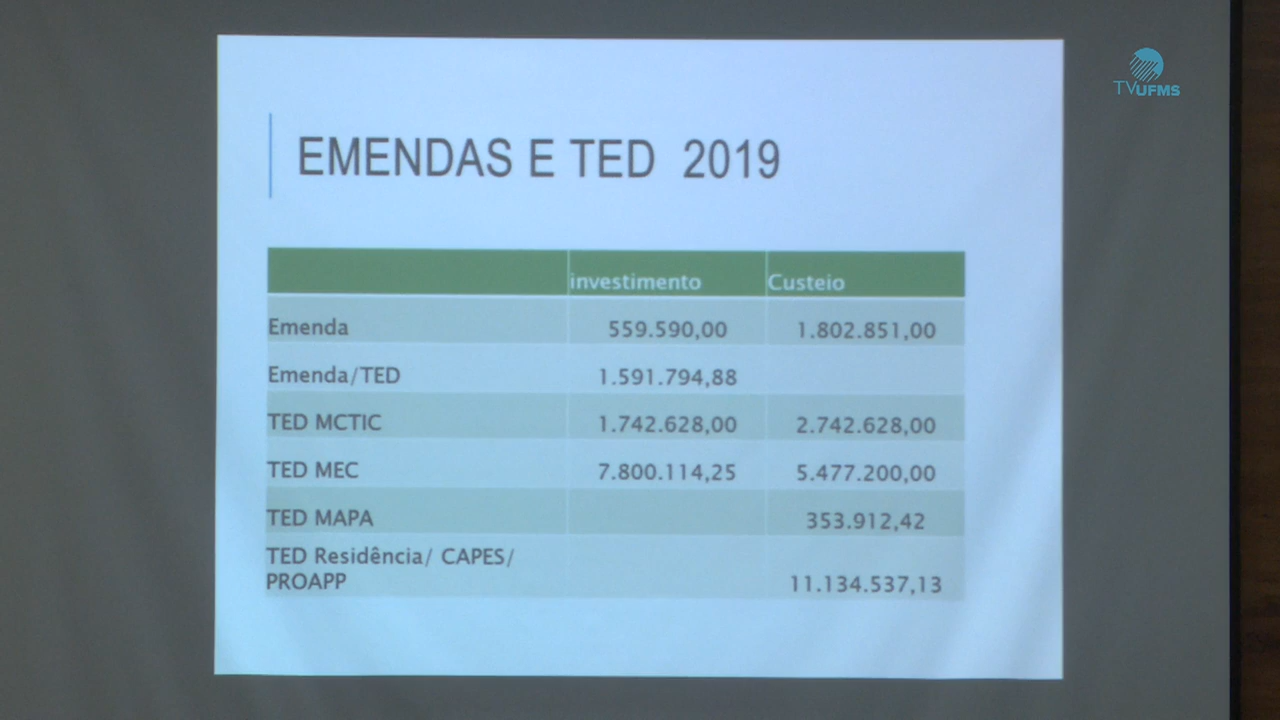 TVUFMS
EMENDAS E TED 2019
investimento Custeio
Emenda 559.590,00 1.802.851,00
Emenda/TED 1.591.794,88
TED MCTIC 1.742.628,00 2.742.628,00
TED MEC 7.800.114,25 5.477.200,00
TED MAPA 353.912,42
TED Residência/ CAPES/
PROAPP 11.134.537,13